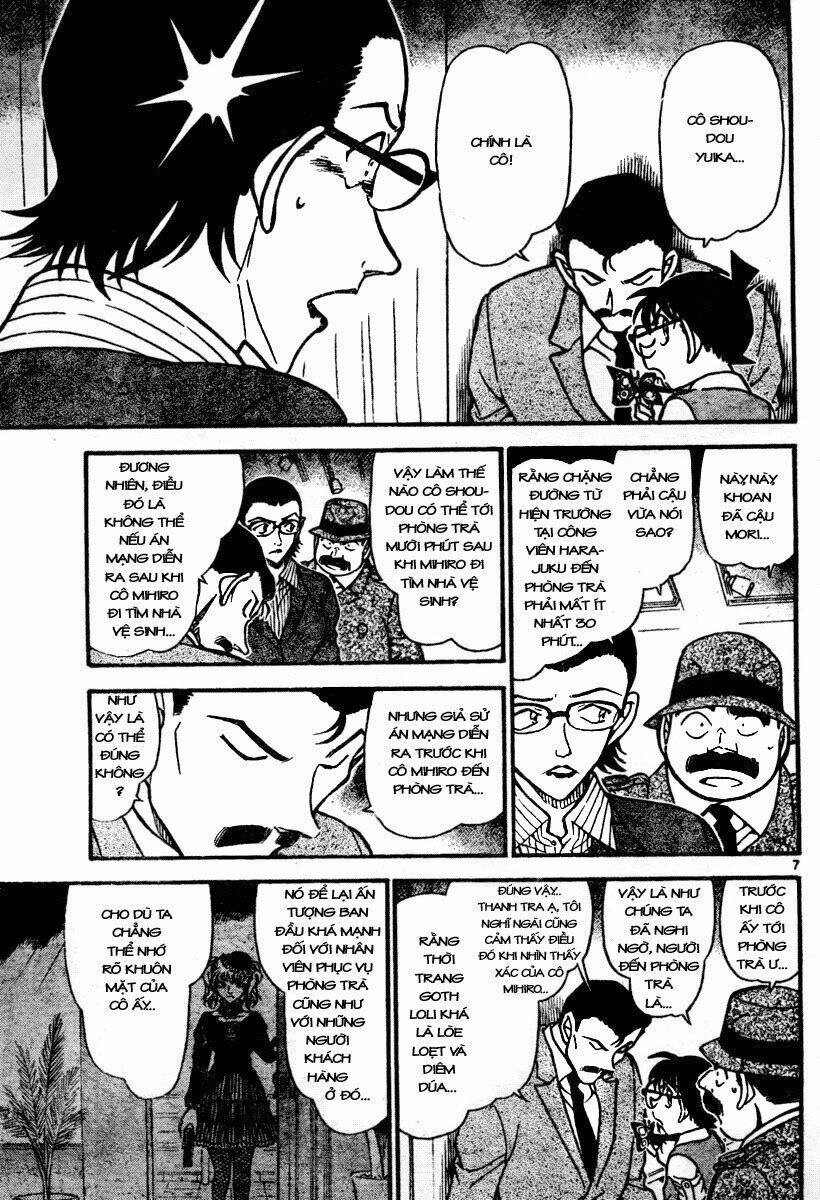 CÔ SHOU-
DOU
YUIKA...
CHÍNH LÀ
CÔ!
NÀY, NÀY,
KHOAN
ĐÃ CẬU
MORI...
CHẲNG
PHẢI CẬU
VỪA NÓI
SAO?
RẰNG CHẶNG
ĐƯỜNG TỪ
HIỆN TRƯỜNG
TẠI CÔNG
VIÊN HARA-
JUKU ĐẾN
PHÒNG TRÀ
PHẢI MẤT ÍT
NHẤT 30
PHÚT...
VẬY LÀM THẾ
NÀO CÔ SHOU-
DOU CÓ THỂ TỚI
PHÒNG TRÀ
MƯỜI PHÚT SAU
KHI MIHIRO ĐI
TÌM NHÀ VỆ
SINH?
ĐƯƠNG
NHIÊN, ĐIỀU
ĐÓ LÀ
KHÔNG THỂ
NẾU ÁN
MẠNG DIỄN
RA SAU KHI
CÔ MIHIRO
ĐI TÌM NHÀ
VỆ SINH...
NHƯNG GIẢ SỬ
ÁN MẠNG DIỄN
RA TRƯỚC KHI
CÔ MIHIRO ĐẾN
PHÒNG TRÀ...
NHƯ
VẬY LÀ
CÓ THỂ
ĐÚNG
KHÔNG
?
7
TRƯỚC
KHI CÔ
ẤY TỚI
PHÒNG
TRÀ Ư...
VẬY LÀ NHƯ
CHÚNG TA
ĐÃ NGHI
NGỜ, NGƯỜI
ĐẾN PHÒNG
TRÀ
LÀ...
ĐÚNG VẬY...
THANH TRA Ạ, TÔI
NGHĨ NGÀI CŨNG
CẢM THẤY ĐIỀU
ĐÓ KHI NHÌN THẤY
XÁC CỦA CÔ
MIHIRO...
RẰNG
THỜI
TRANG
GOTH
LOLI KHÁ
LÀ LÒE
LOẸT VÀ
DIÊM
DÚA...
NÓ ĐỂ LẠI ẤN
TƯỢNG BAN
ĐẦU KHÁ MẠNH
ĐỐI VỚI NHÂN
VIÊN PHỤC VỤ
PHÒNG TRÀ
CŨNG NHƯ
VỚI NHỮNG
NGƯỜI
KHÁCH
HÀNG
Ở ĐÓ...
CHO DÙ TA
CHẲNG
THỂ NHỚ
RÕ KHUÔN
MẶT CỦA
CÔ ẤY...